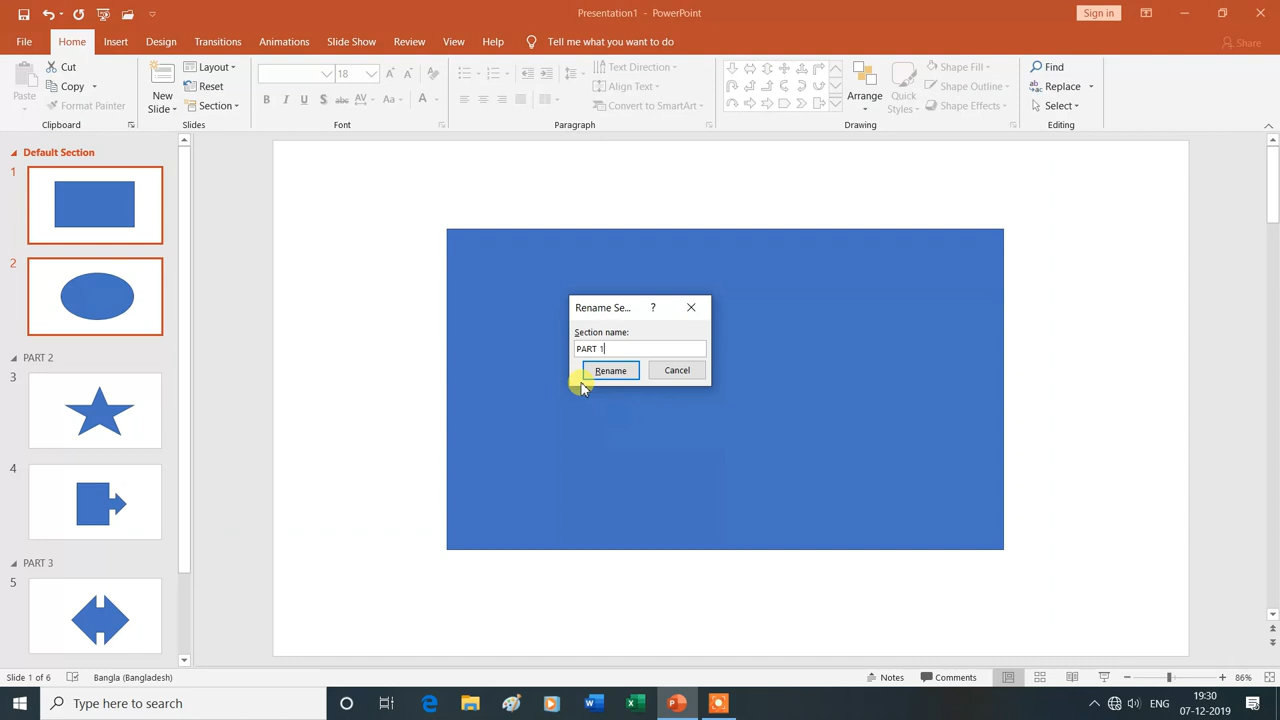 Presentation1 - PowerPoint
Sign in
File
Home
Insert
Design
Transitions
Animations
Slide Show
Review
View
Help
Tell me what you want to do
Share
Paste
Cut
Copy
Format Painter
Clipboard
New Slide
Layout
Reset
Section
Slides
18
B I U S abc AV Aa A
Font
Text Direction
Align Text
Convert to SmartArt
Paragraph
Arrange
Quick Styles
Shape Fill
Shape Outline
Shape Effects
Drawing
Find
Replace
Select
Editing
Default Section
1
2
PART 2
3
4
PART 3
5
Rename Se... ?
Section name:
PART 1
Rename
Cancel
Slide 1 of 6
Bangla (Bangladesh)
Notes
Comments
86%
Type here to search
ENG
19:30
07-12-2019